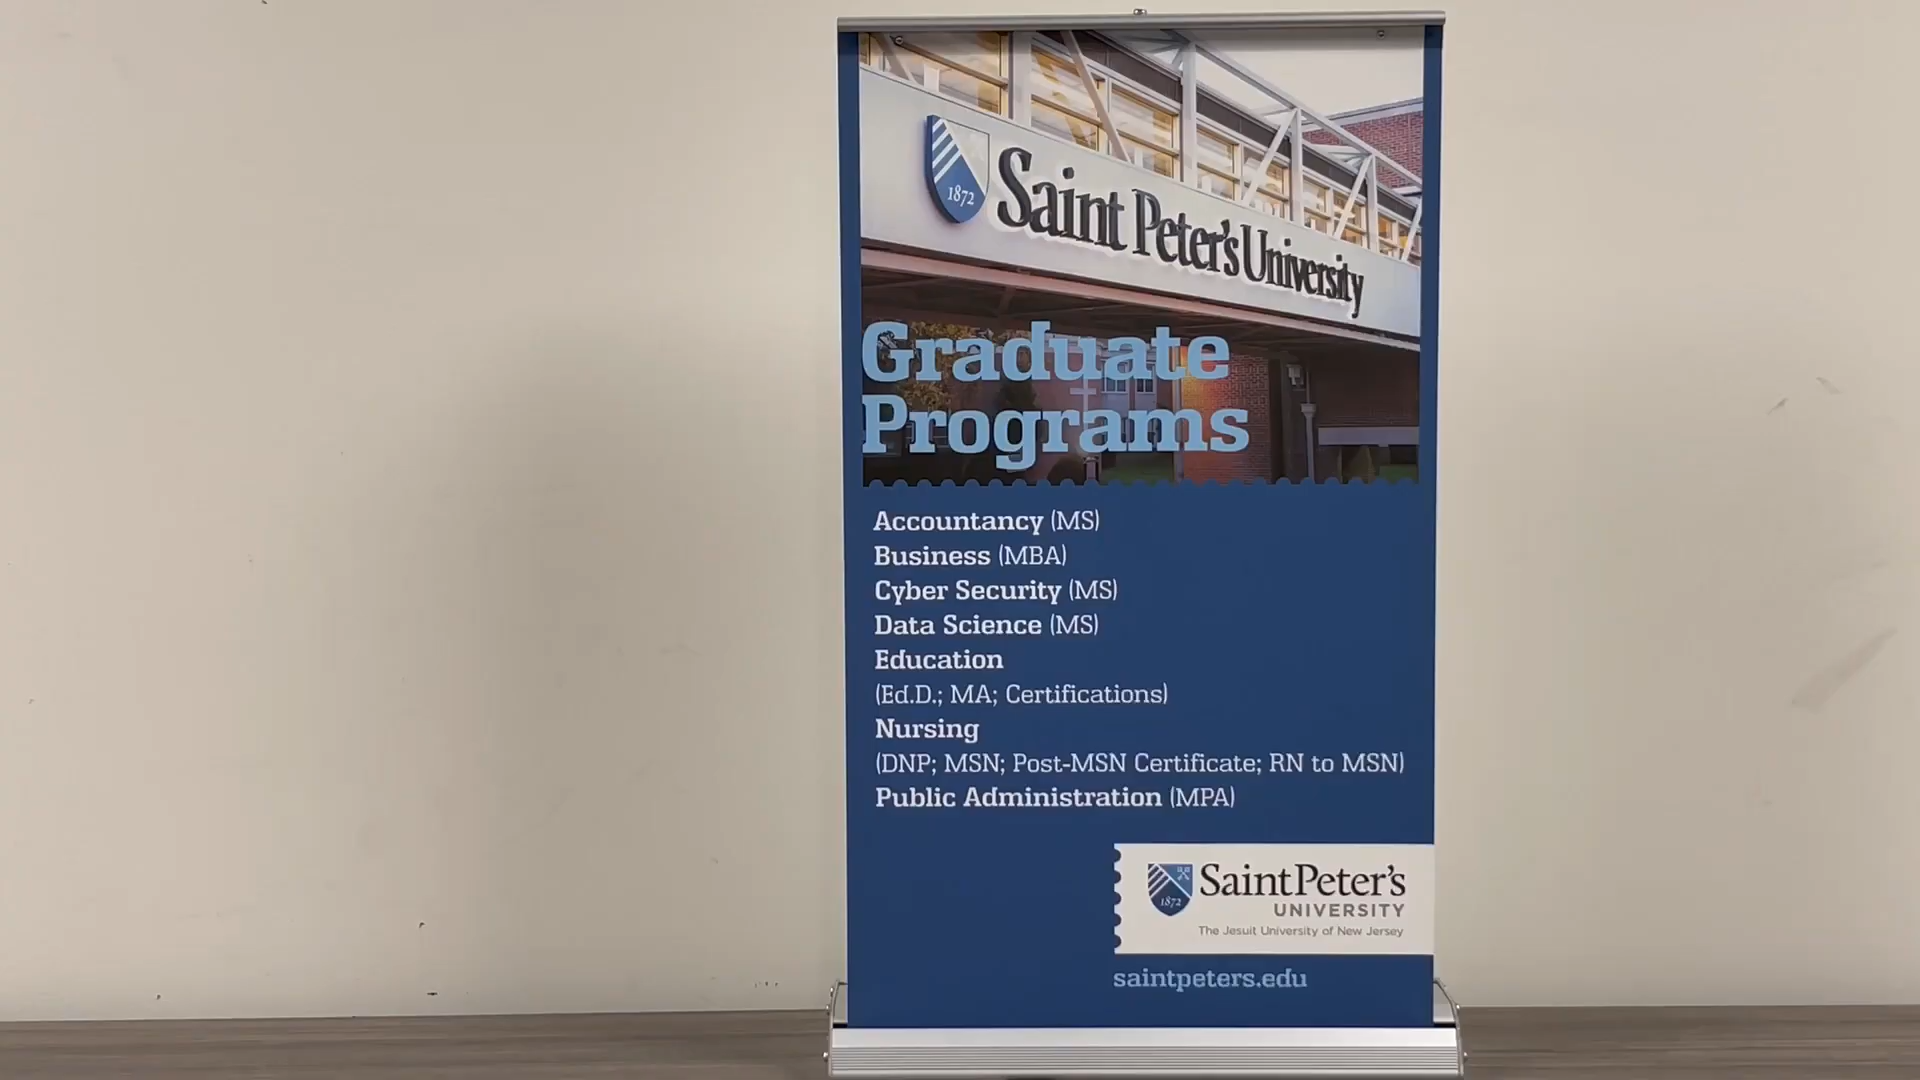 1872
Saint Peter's University
Graduate
Programs
Accountancy (MS)
Business (MBA)
Cyber Security (MS)
Data Science (MS)
Education
(Ed.D.; MA; Certifications)
Nursing
(DNP; MSN; Post-MSN Certificate; RN to MSN)
Public Administration (MPA)
1872
Saint Peter's
UNIVERSITY
The Jesuit University of New Jersey
saintpeters.edu